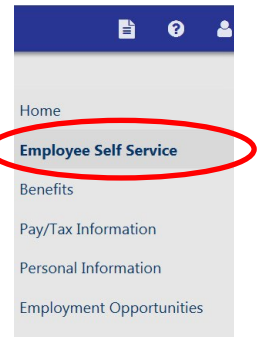 Home
Employee Self Service
Benefits
Pay/Tax Information
Personal Information
Employment Opportunities